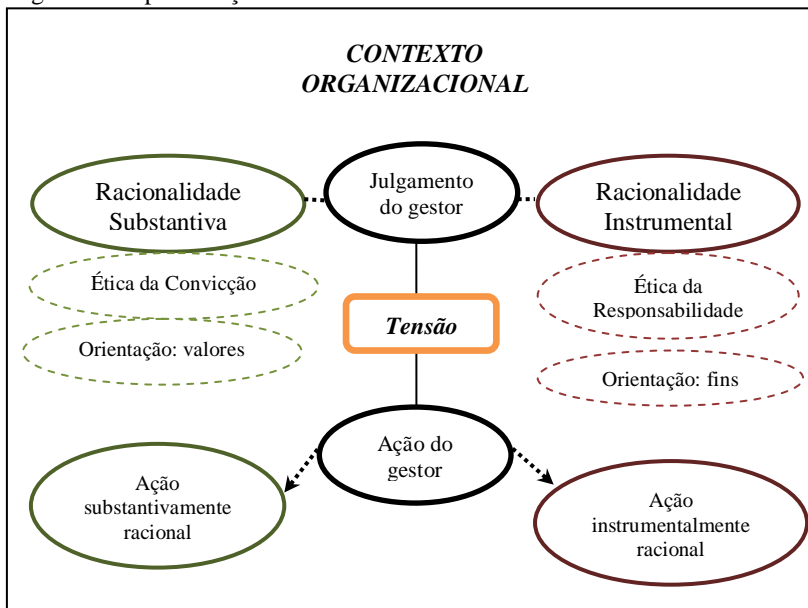 CONTEXTO
ORGANIZACIONAL
Racionalidade
Substantiva
Julgamento
do gestor
Racionalidade
Instrumental
Ética da Convicção
Orientação: valores
Tensão
Ética da
Responsabilidade
Orientação: fins
Ação do
gestor
Ação
substantivamente
racional
Ação
instrumentalmente
racional